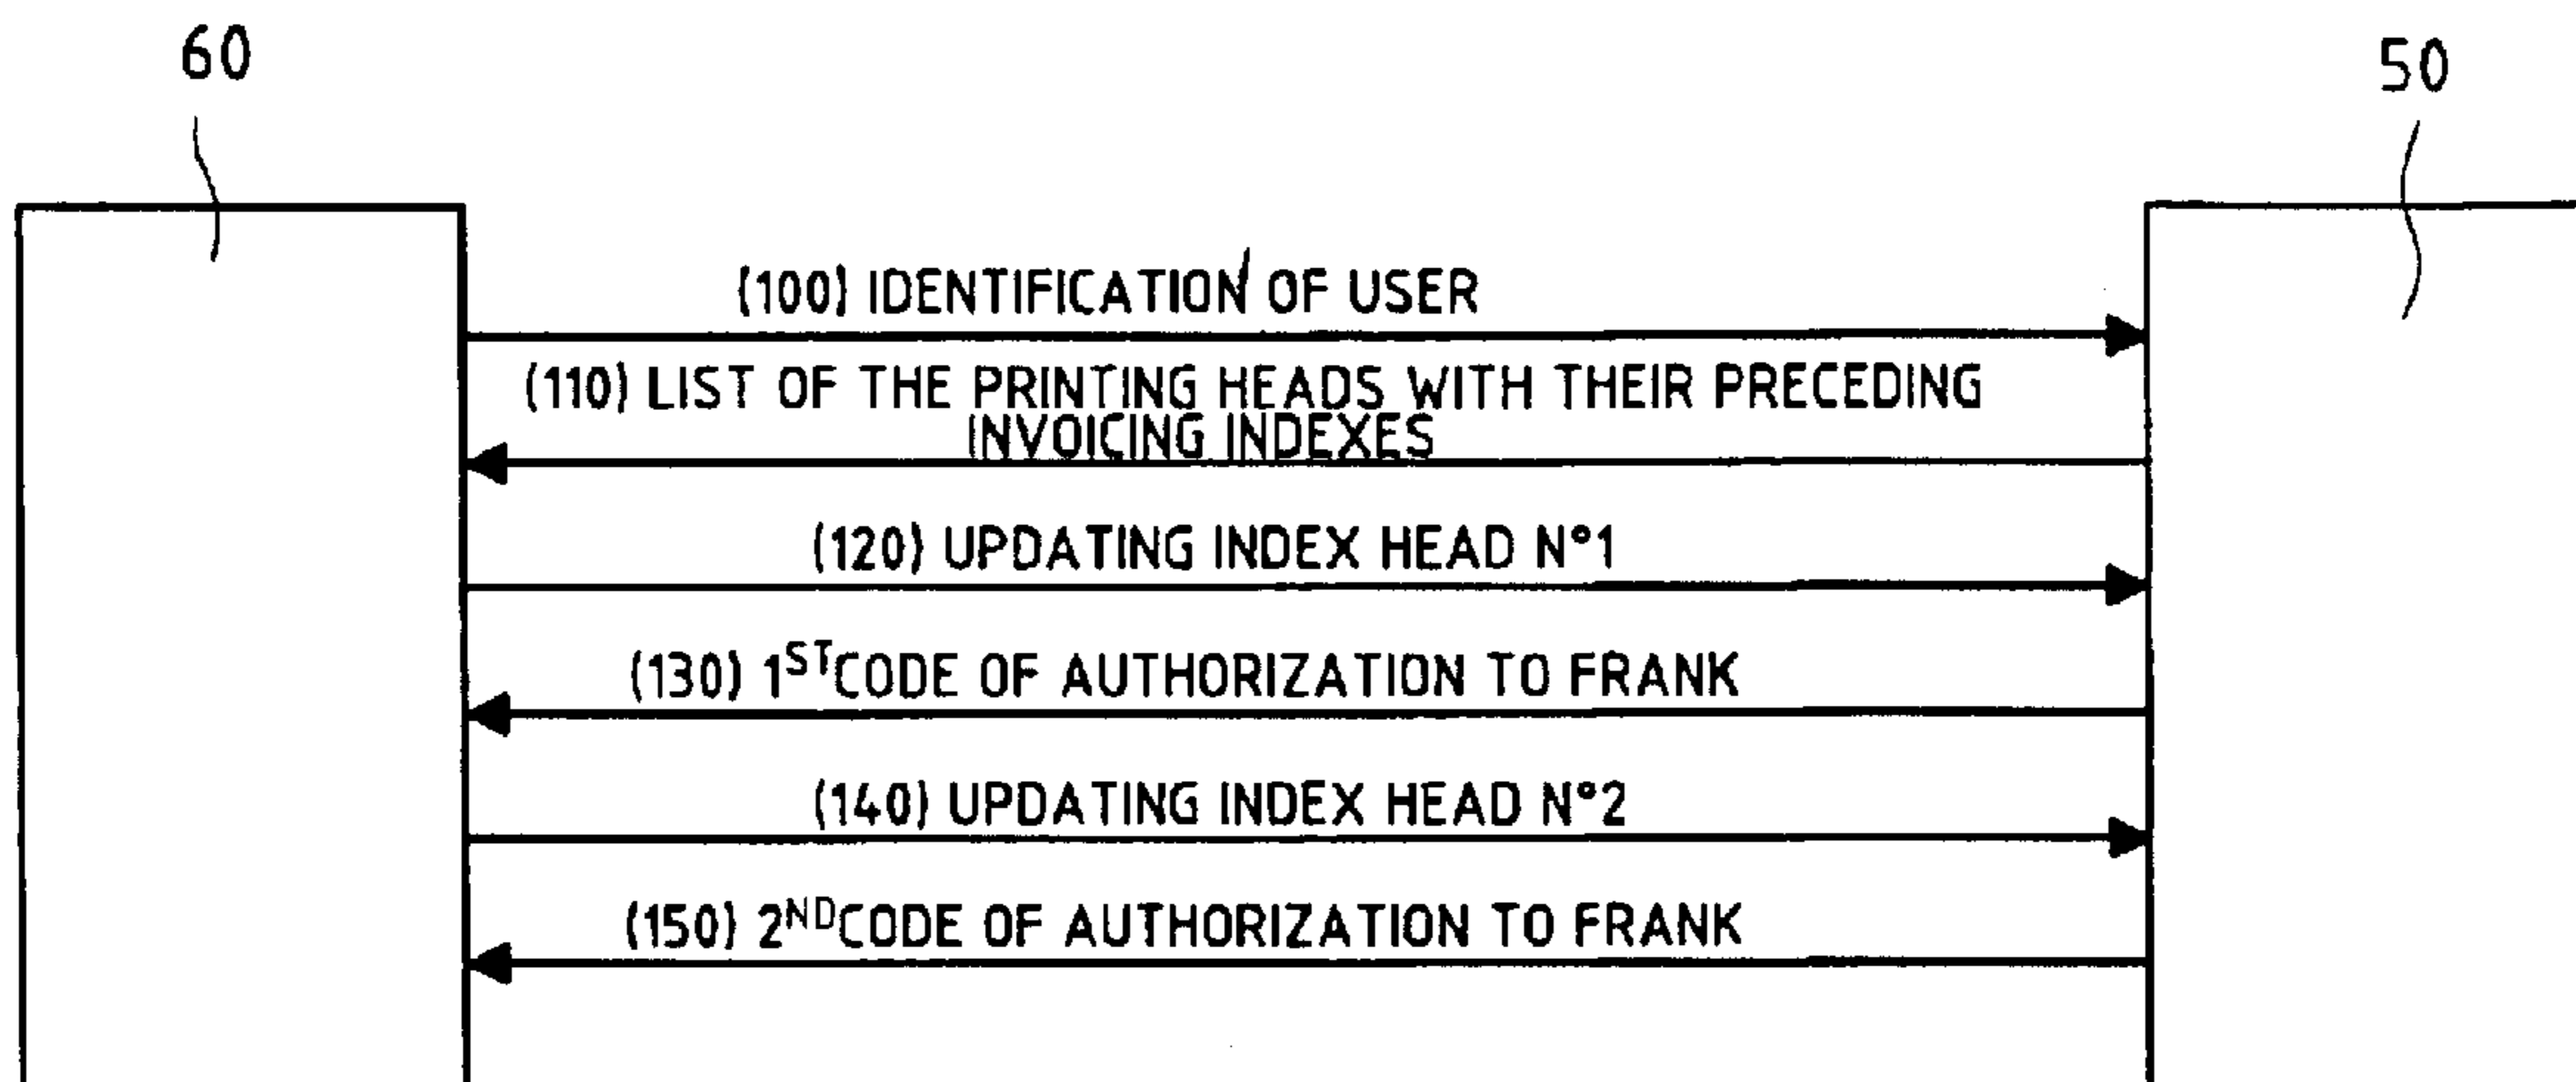 60
50
(100) IDENTIFICATION OF USER
(110) LIST OF THE PRINTING HEADS WITH THEIR PRECEDING
INVOICING INDEXES
(120) UPDATING INDEX HEAD N°1
(130) 1ST CODE OF AUTHORIZATION TO FRANK
(140) UPDATING INDEX HEAD N°2
(150) 2ND CODE OF AUTHORIZATION TO FRANK